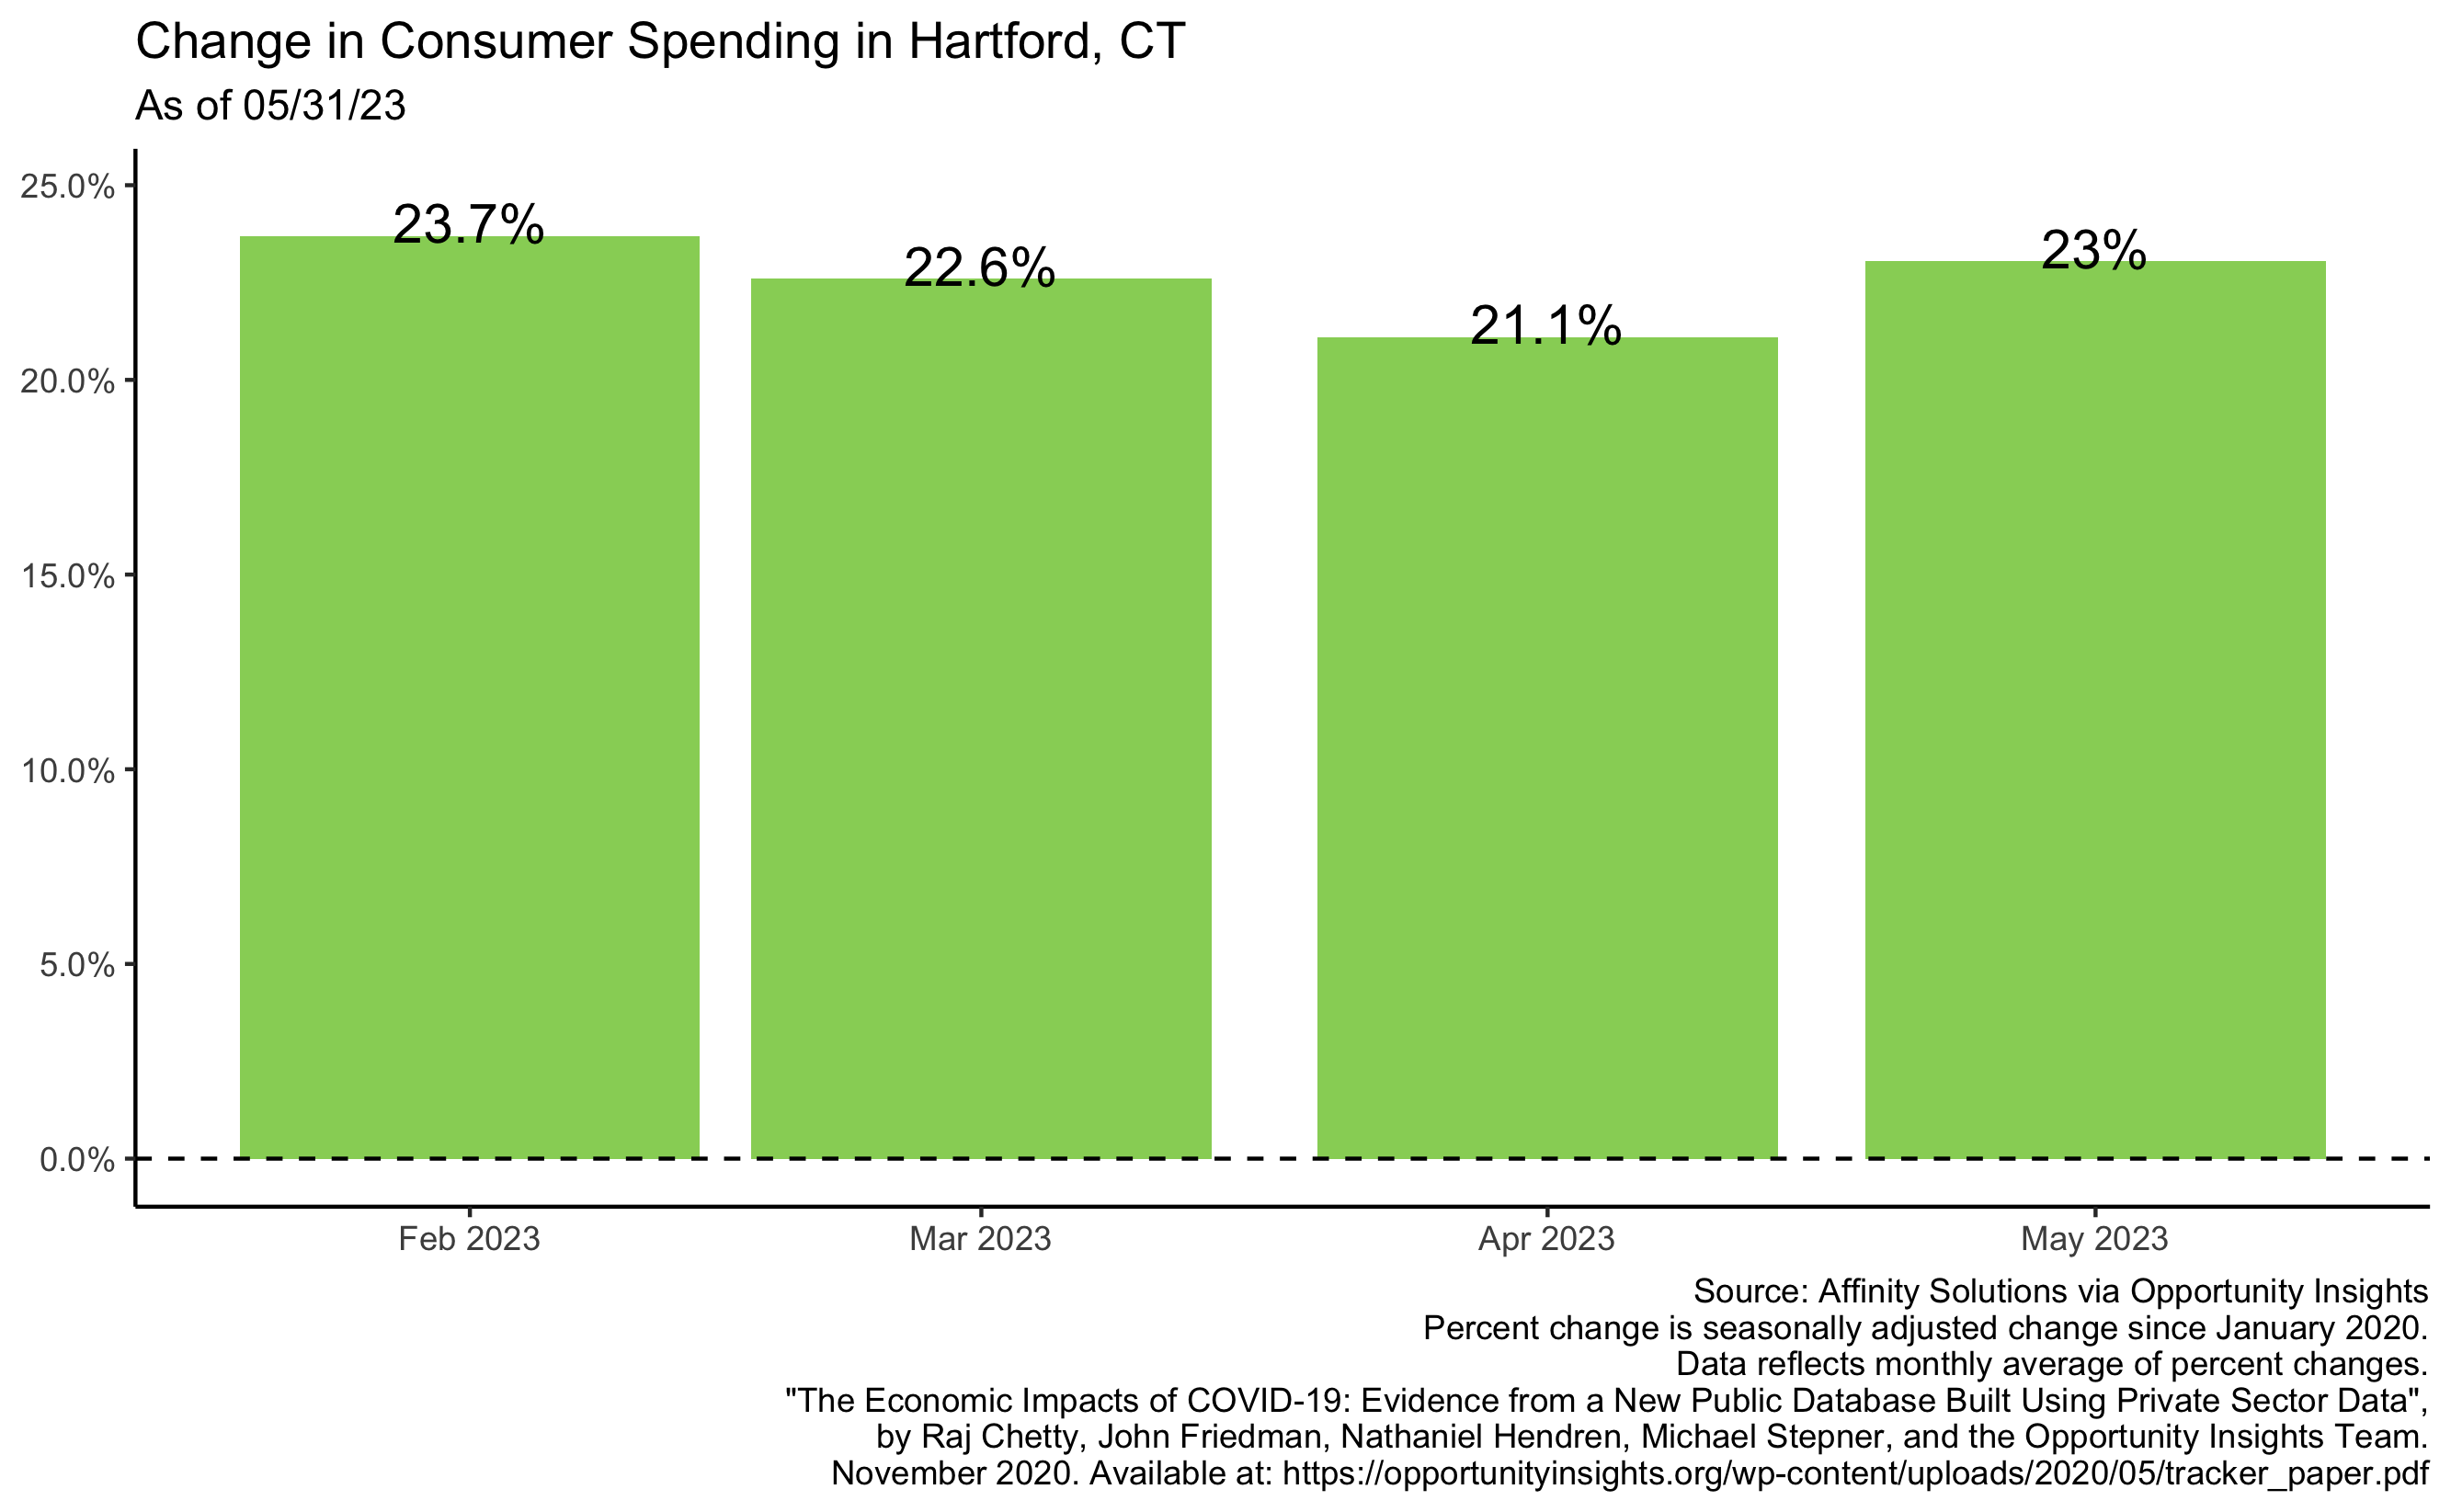 Change in Consumer Spending in Hartford, CT
As of 05/31/23
25.0%
20.0%
15.0%
10.0%
5.0%
0.0%
23.7%
22.6%
21.1%
23%
Feb 2023
Mar 2023
Apr 2023
May 2023
Source: Affinity Solutions via Opportunity Insights
Percent change is seasonally adjusted change since January 2020.
Data reflects monthly average of percent changes.
"The Economic Impacts of COVID-19: Evidence from a New Public Database Built Using Private Sector Data",
by Raj Chetty, John Friedman, Nathaniel Hendren, Michael Stepner, and the Opportunity Insights Team.
November 2020. Available at: https://opportunityinsights.org/wp-content/uploads/2020/05/tracker_paper.pdf